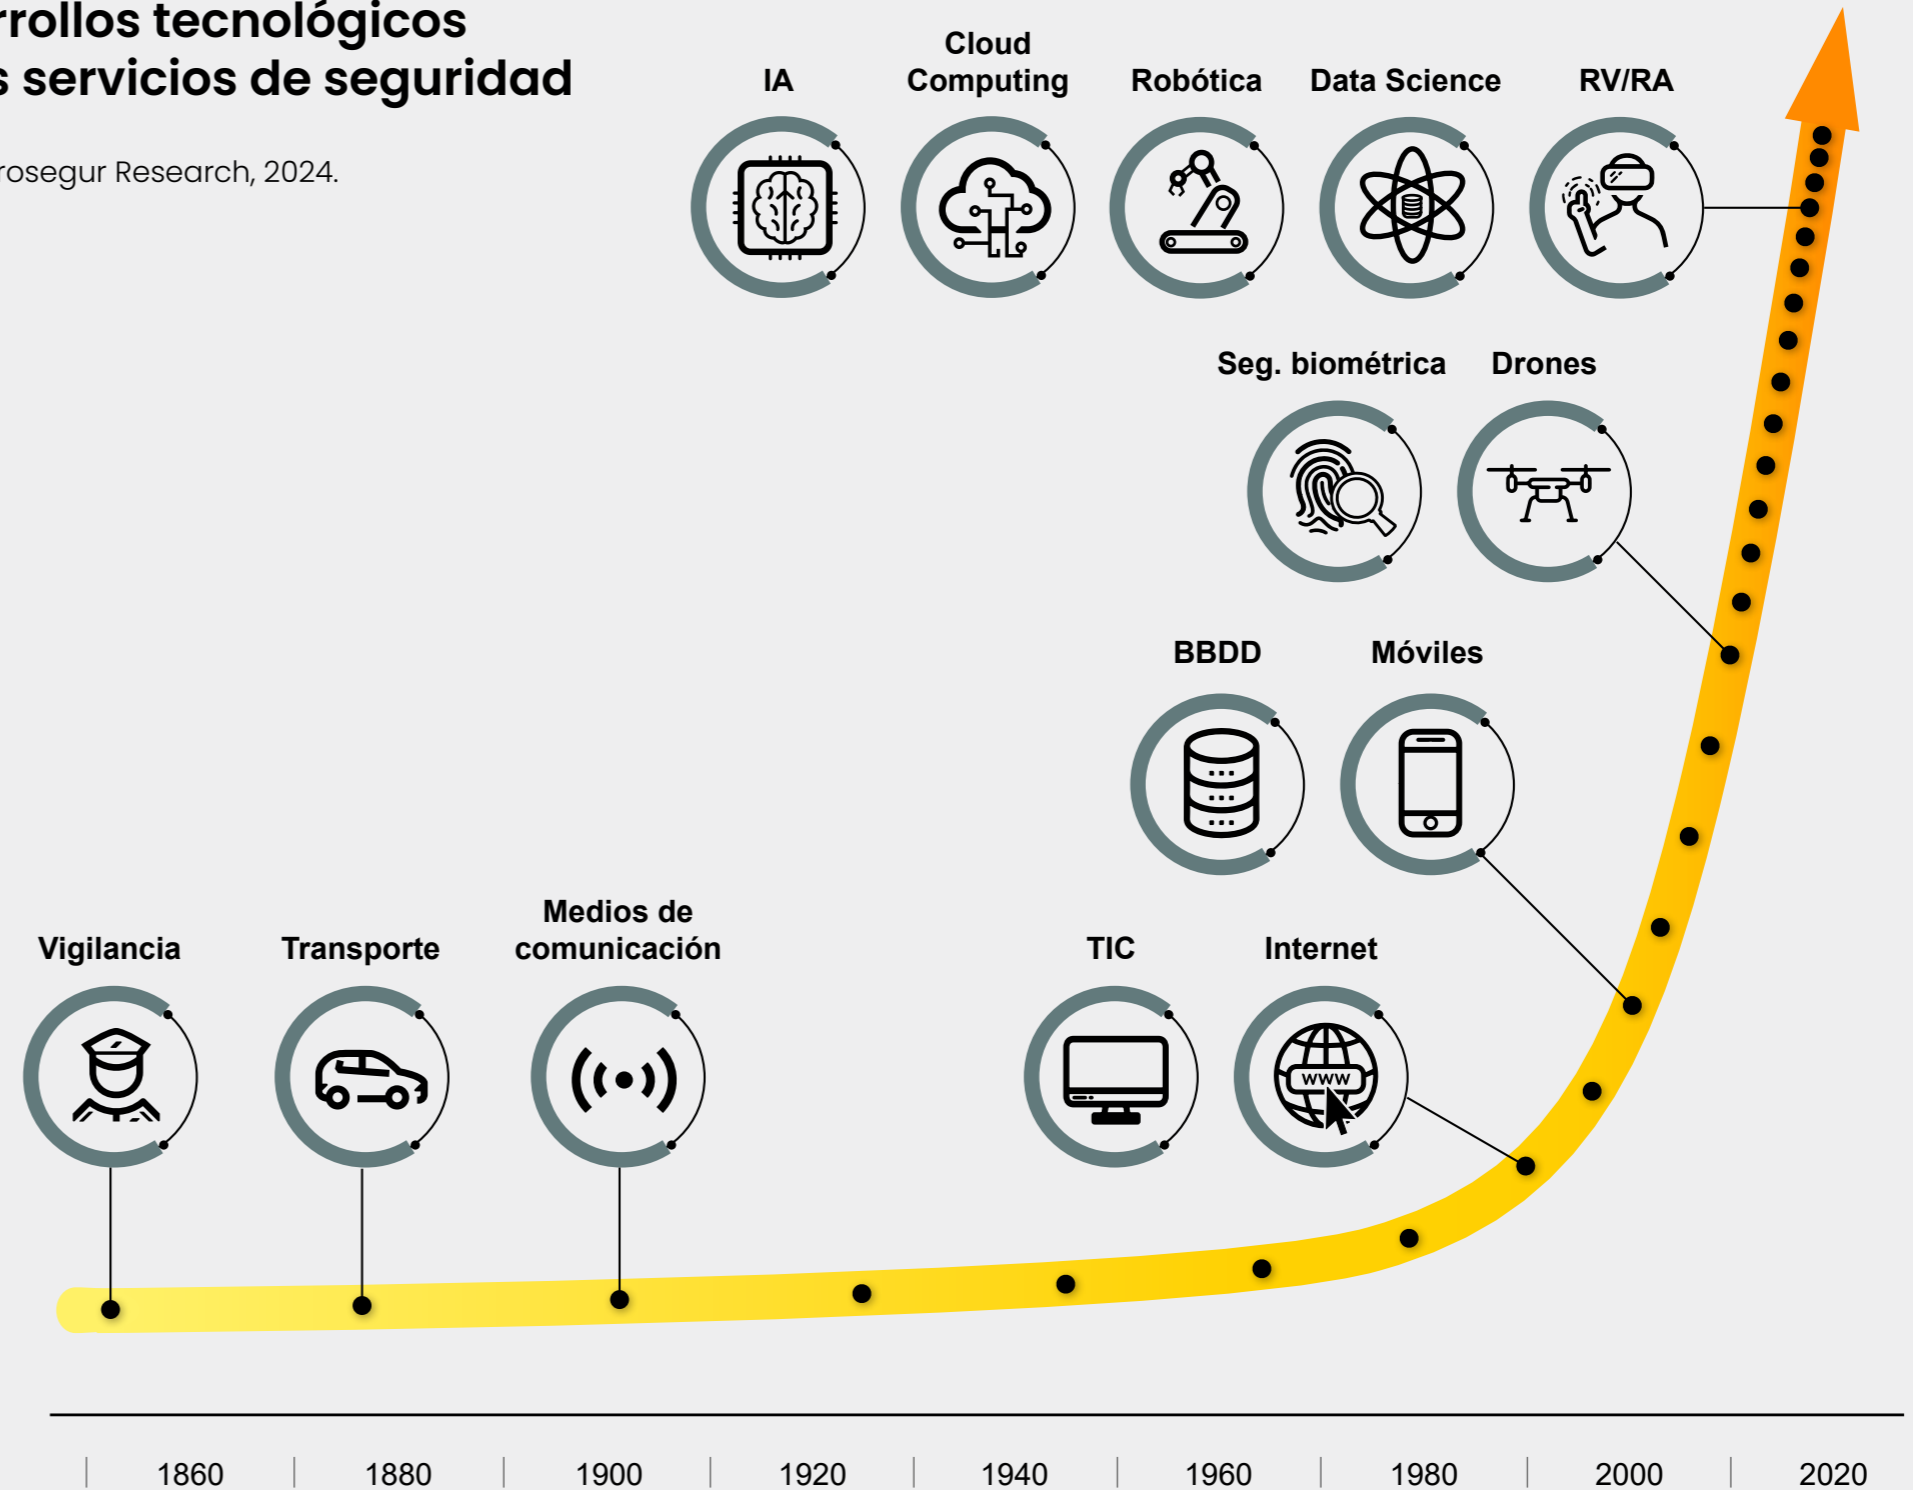 rrollos tecnológicos
s servicios de seguridad
rosegur Research, 2024.
IA
Cloud
Computing
Robótica
Data Science
RV/RA
Seg. biométrica
Drones
BBDD
Móviles
Vigilancia
Transporte
Medios de
comunicación
TIC
Internet
www
1860
1880
1900
1920
1940
1960
1980
2000
2020